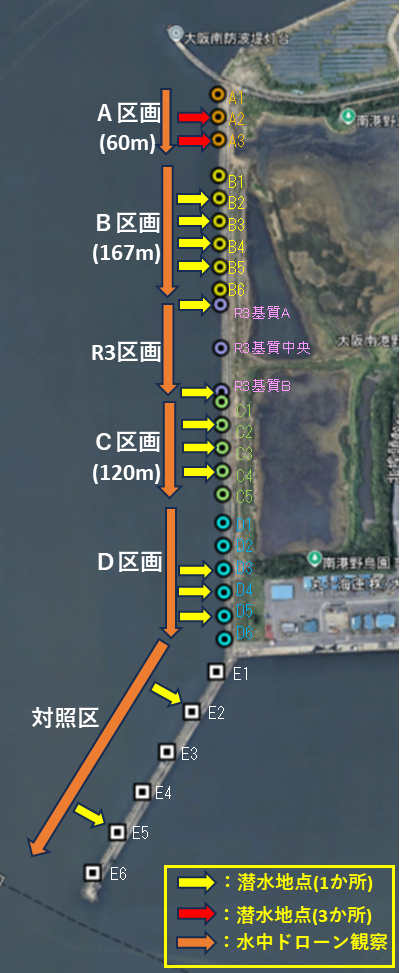 大阪南防波堤灯台
A1
A区画
(60m)
A2
南港野
A3
B1
B2
B区画
(167m)
B3
B4
B5
B6
R3基質A
R3区画
R3基質中央
大阪南港野
R3基質B
C1
C区画
(120m)
C2
C3
C4
C5
D1
D2
D区画
D3
南港野鳥園
D4
D5
D6
E1
対照区
E2
E3
E4
E5
E6
:潜水地点(1か所)
:潜水地点(3か所)
:水中ドローン観察